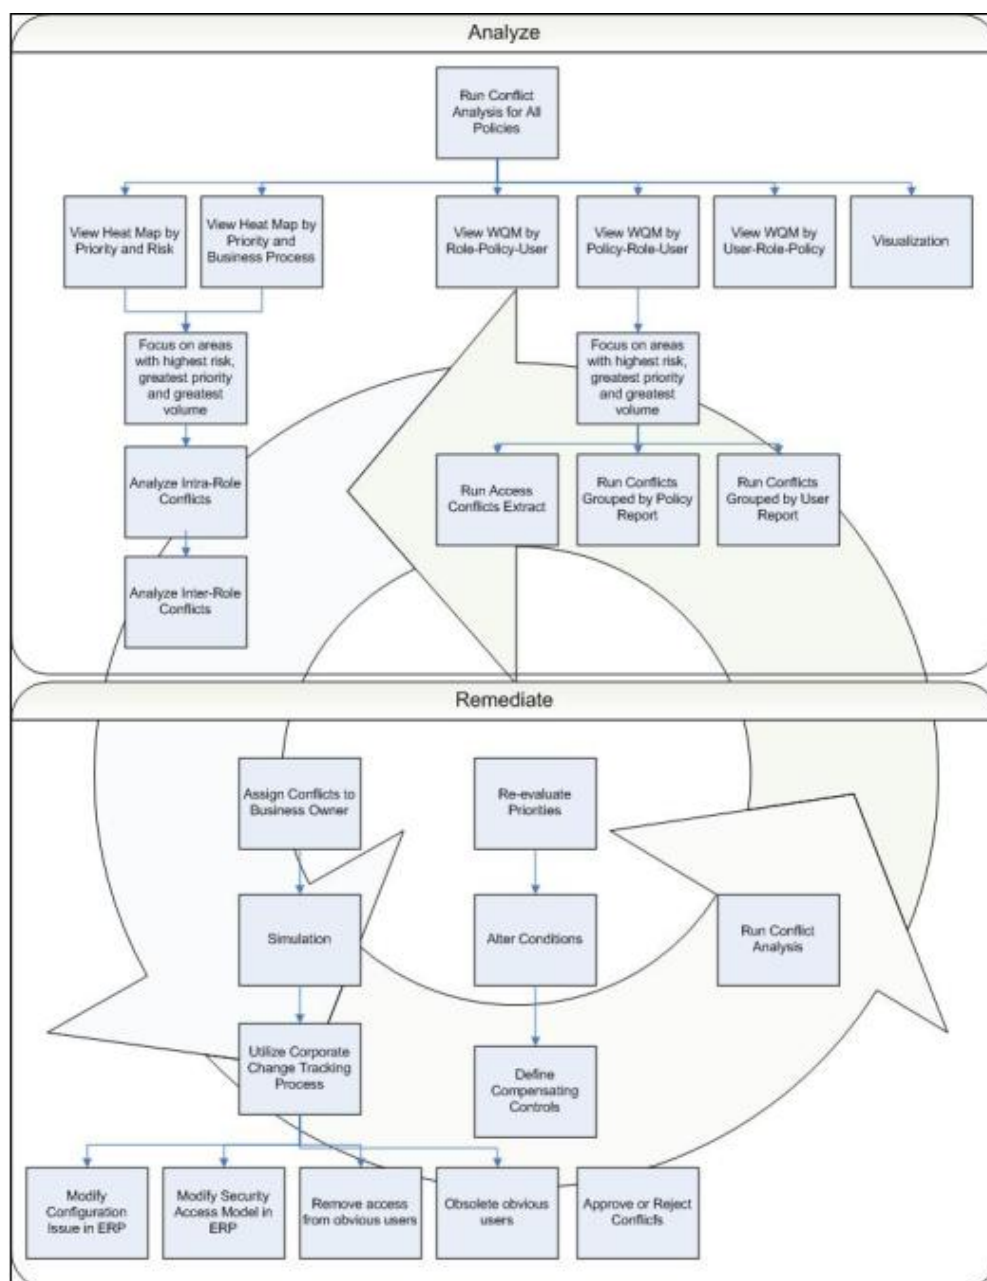 Analyze
Run Conflict
Analysis for All
Policies
View Heat Map by
Priority and Risk
View Heat Map by
Priority and
Business Process
View WQM by
Role-Policy-User
View WQM by
Policy-Role-User
View WQM by
User-Role-Policy
Visualization
Focus on areas
with highest risk,
greatest priority
and greatest
volume
Focus on areas
with highest risk,
greatest priority
and greatest
volume
Analyze Intra-Role
Conflicts
Run Access
Conflicts Extract
Run Conflicts
Grouped by Policy
Report
Run Conflicts
Grouped by User
Report
Analyze Inter-Role
Conflicts
Remediate
Assign Conflicts to
Business Owner
Re-evaluate
Priorities
Simulation
Alter Conditions
Run Conflict
Analysis
Utilize Corporate
Change Tracking
Process
Define
Compensating
Controls
Modify
Configuration
Issue in ERP
Modify Security
Access Model in
ERP
Remove access
from obvious users
Obsolete obvious
users
Approve or Reject
Conflicts